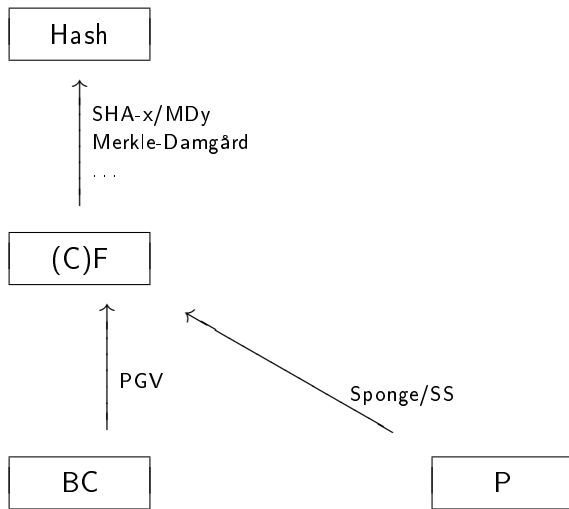 Hash
SHA-x/MDy
Merkle-Damgård
...
(C)F
PGV
Sponge/SS
BC
P